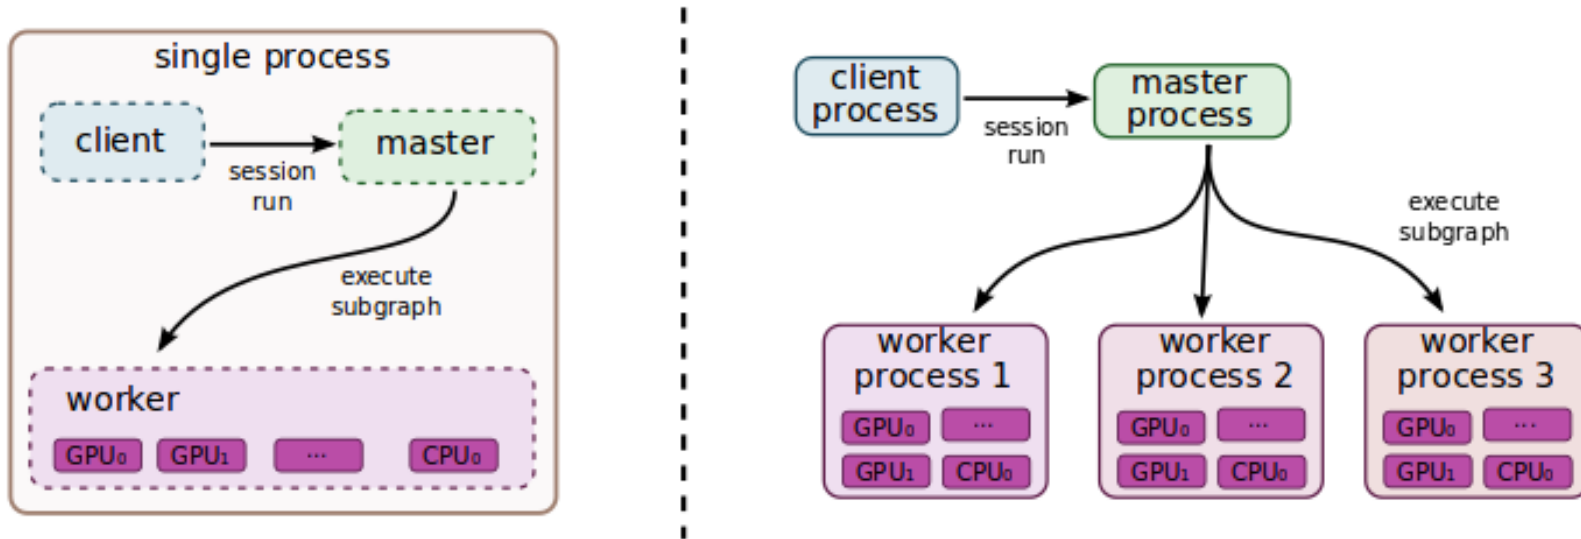 single process
client
master
session
run
execute
subgraph
worker
GPU₀ GPU₁ ... CPU₀
client
process
master
process
session
run
execute
subgraph
worker
process 1
GPU₀ ...
GPU₁ CPU₀
worker
process 2
GPU₀ ...
GPU₁ CPU₀
worker
process 3
GPU₀ ...
GPU₁ CPU₀